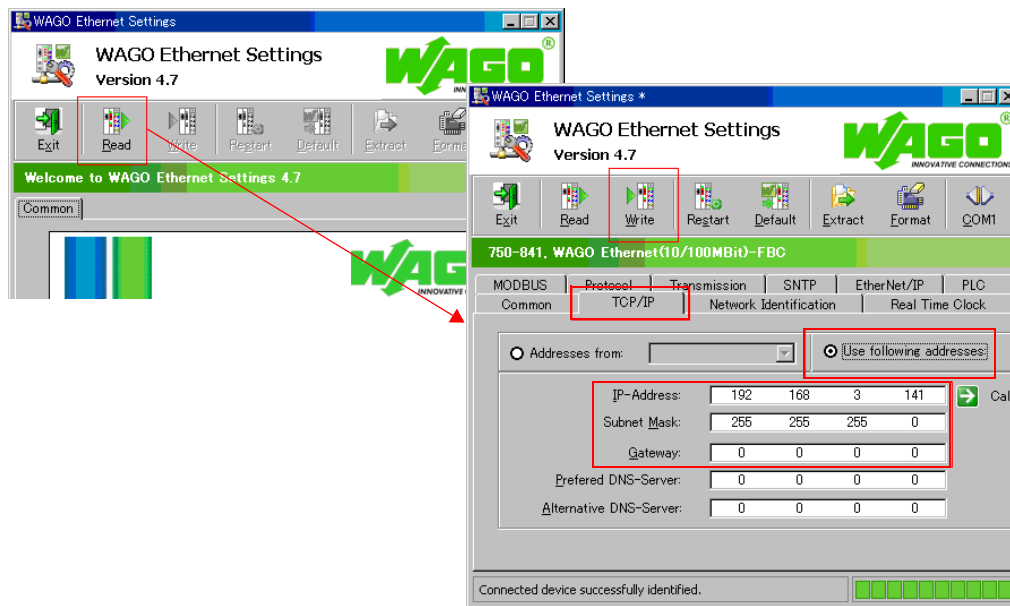 WAGO Ethernet Settings
WAGO Ethernet Settings
Version 4.7
WAGO®
Exit Read Write Restart Default Extract
Welcome to WAGO Ethernet Settings 4.7
Common
WAGO Ethernet Settings *
WAGO Ethernet Settings
Version 4.7
WAGO®
INNOVATIVE CONNECTIONS
Exit Read Write Restart Default Extract Format COM1
750-841, WAGO Ethernet(10/100MBit)-FBC
MODBUS Protocol Transmission SNTP EtherNet/IP PLC
Common TCP/IP Network Identification Real Time Clock
Addresses from: Use following addresses:
IP-Address: 192 168 3 141
Subnet Mask: 255 255 255 0
Gateway: 0 0 0 0
Prefered DNS-Server: 0 0 0 0
Alternative DNS-Server: 0 0 0 0
Connected device successfully identified.